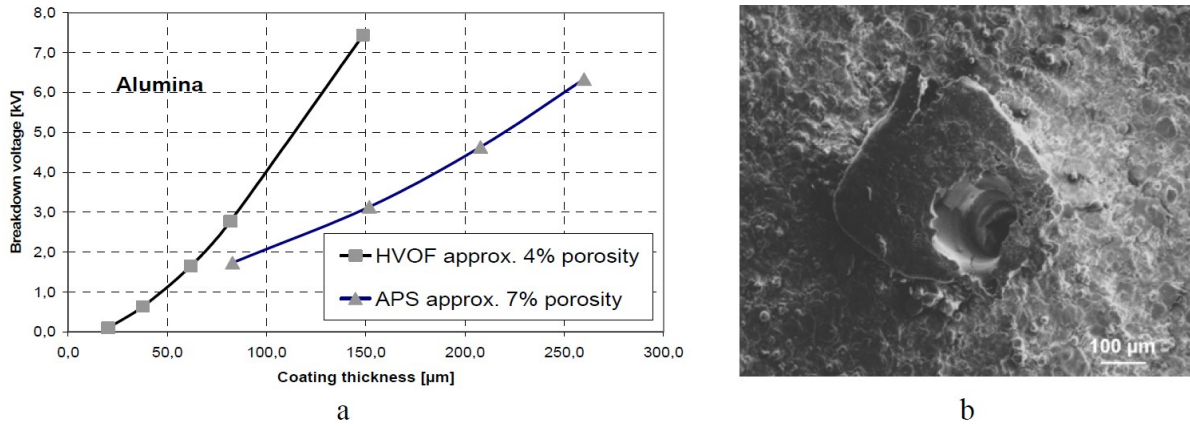 8,0
7,0
6,0
5,0
4,0
3,0
2,0
1,0
0,0
Breakdown voltage [kV]
Alumina
HVOF approx. 4% porosity
APS approx. 7% porosity
0,0 50,0 100,0 150,0 200,0 250,0 300,0
Coating thickness [µm]
a
100 µm
b